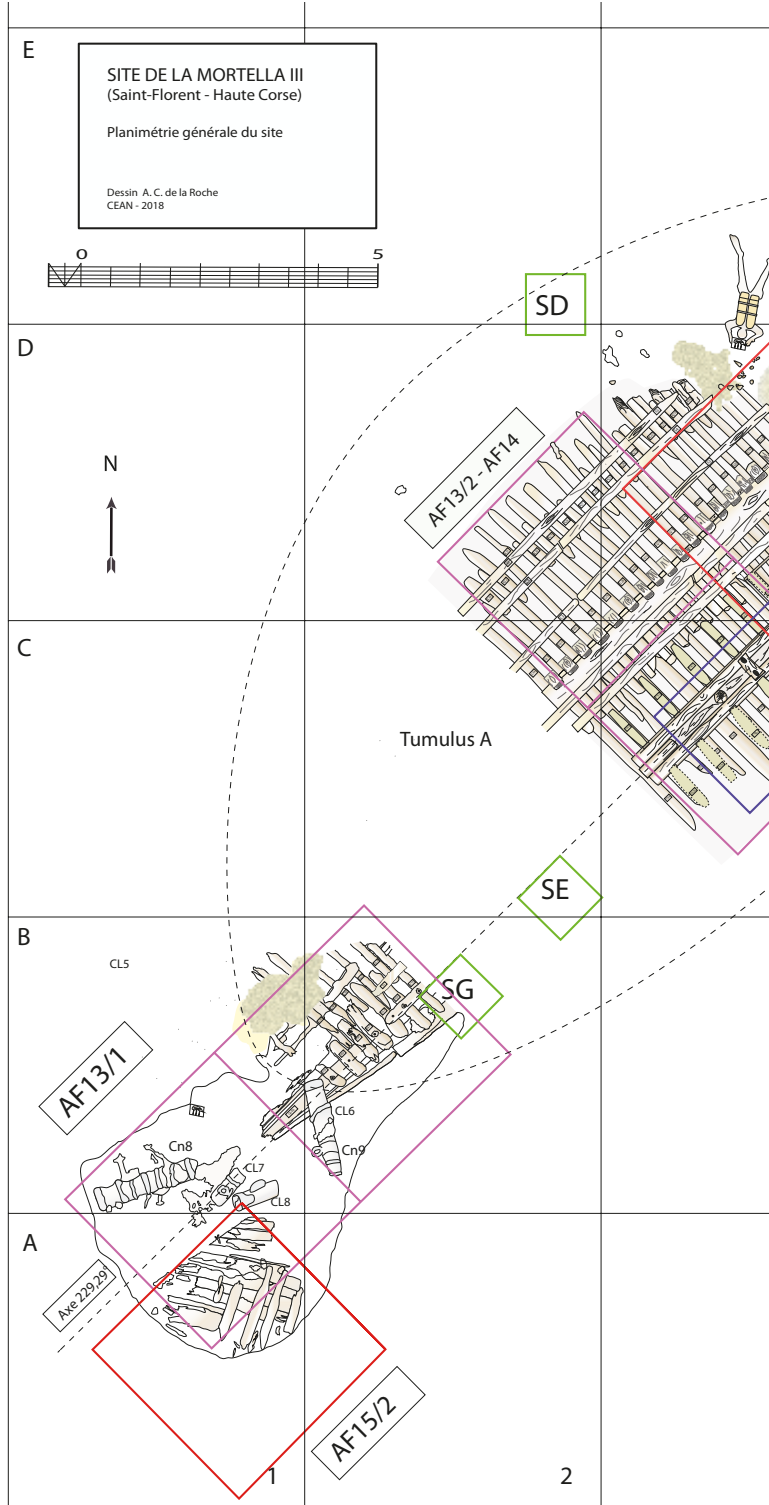 E
SITE DE LA MORTELLA III
(Saint-Florent - Haute Corse)
Planimétrie générale du site
Dessin A. C. de la Roche
CEAN - 2018
0 5
SD
D
N
AF13/2 - AF14
C
Tumulus A
SE
B
CL5
SG
AF13/1
CL6
Cn8
Cn9
CL7
CL8
A
Axe 229,29°
AF15/2
1 2